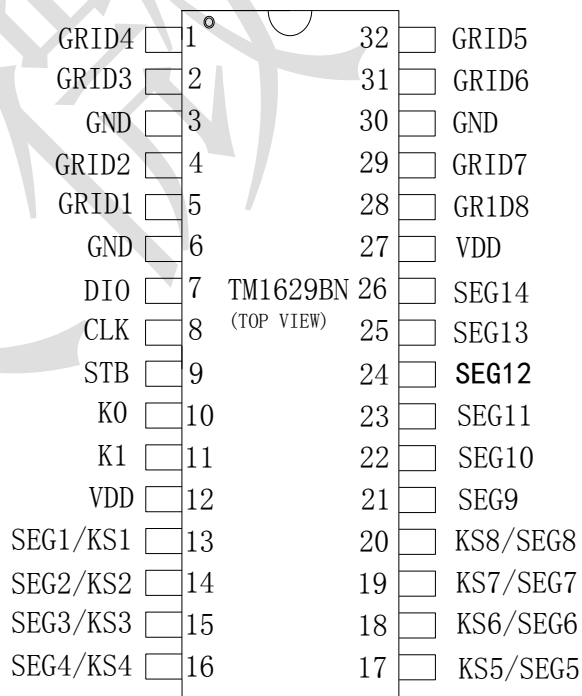 GRID4 1 32 GRID5
GRID3 2 31 GRID6
GND 3 30 GND
GRID2 4 29 GRID7
GRID1 5 28 GR1D8
GND 6 27 VDD
DIO 7 TM1629BN 26 SEG14
CLK 8 (TOP VIEW) 25 SEG13
STB 9 24 SEG12
K0 10 23 SEG11
K1 11 22 SEG10
VDD 12 21 SEG9
SEG1/KS1 13 20 KS8/SEG8
SEG2/KS2 14 19 KS7/SEG7
SEG3/KS3 15 18 KS6/SEG6
SEG4/KS4 16 17 KS5/SEG5